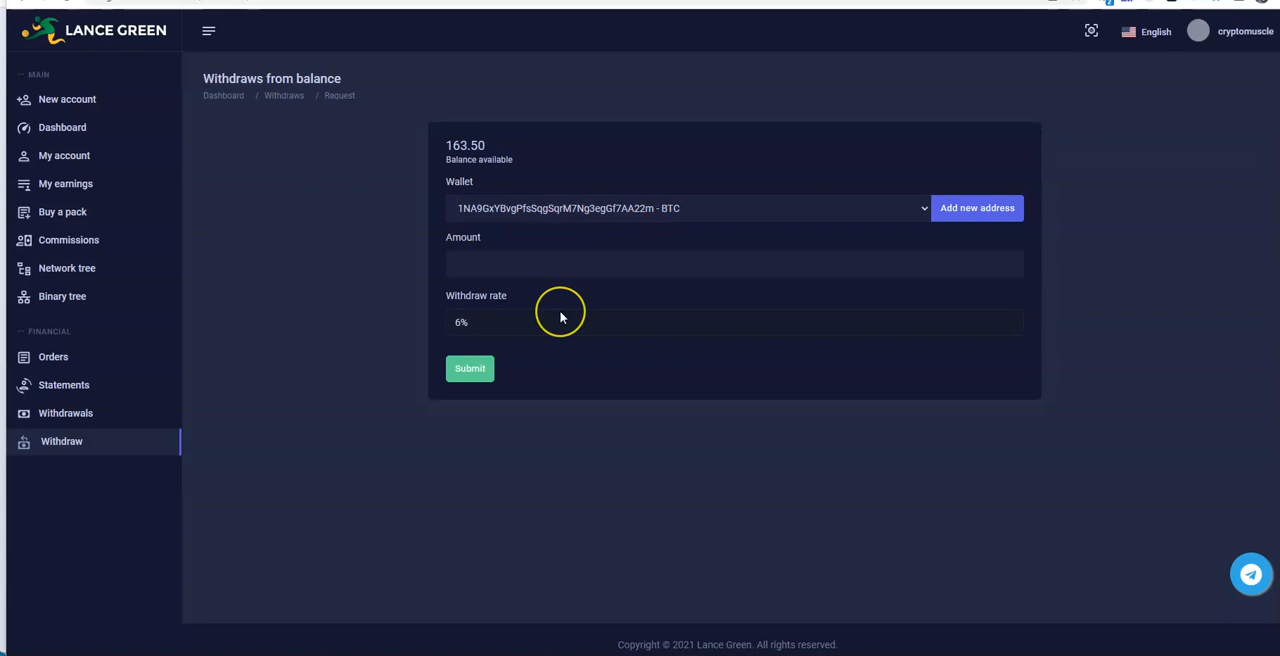 LANCE GREEN
English
cryptomuscle
MAIN
New account
Dashboard
My account
My earnings
Buy a pack
Commissions
Network tree
Binary tree
FINANCIAL
Orders
Statements
Withdrawals
Withdraw
Withdraws from balance
Dashboard / Withdraws / Request
163.50
Balance available
Wallet
1NA9GxYBvgPfsSqgSqrM7Ng3egGf7AA22m - BTC
Add new address
Amount
Withdraw rate
6%
Submit
Copyright © 2021 Lance Green. All rights reserved.